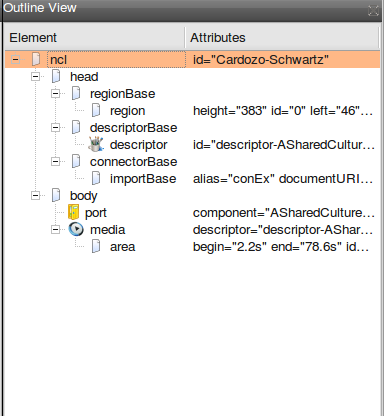 Outline View
Element Attributes
ncl id="Cardozo-Schwartz"
head
regionBase
region height="383" id="0" left="46"...
descriptorBase
descriptor id="descriptor-ASharedCultur...
connectorBase
importBase alias="conEx" documentURI...
body
port component="ASharedCulture...
media descriptor="descriptor-AShar...
area begin="2.2s" end="78.6s" id...